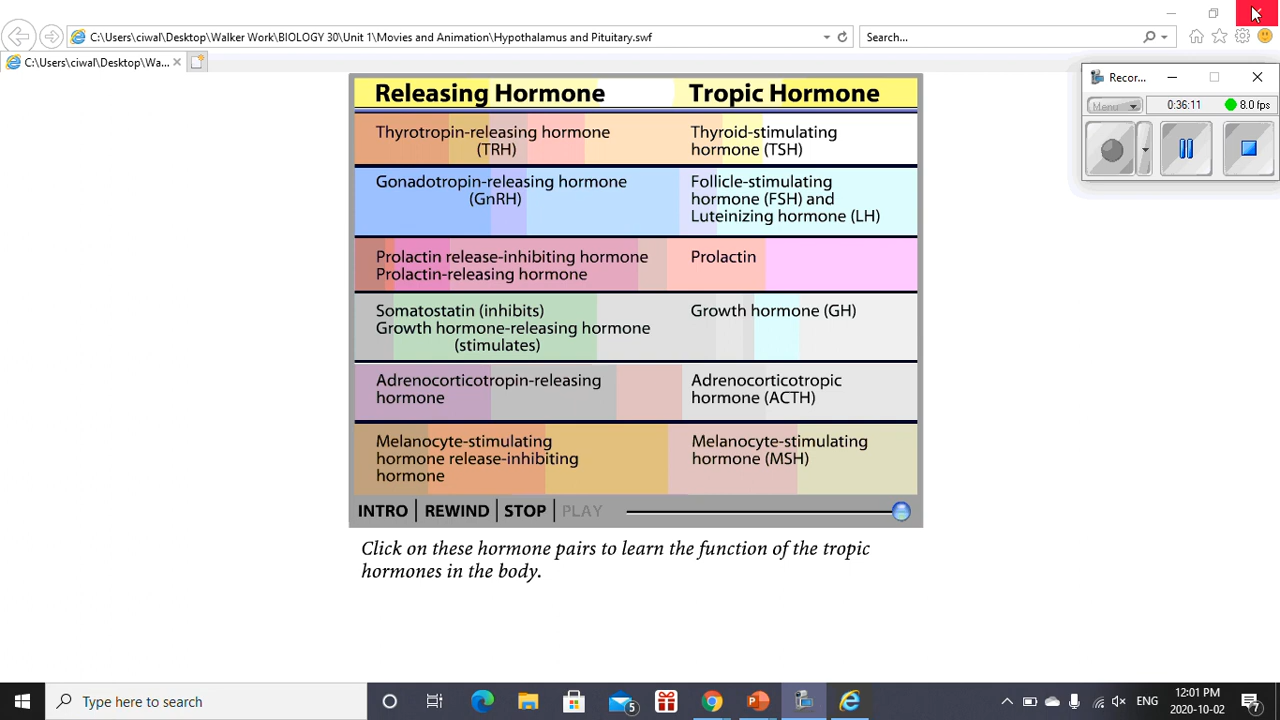 C:\Users\ciwal\Desktop\Walker Work\BIOLOGY 30\Unit 1\Movies and Animation\Hypothalamus and Pituitary.swf
Search...
C:\Users\ciwal\Desktop\Wa...
Recor...
Menu
0:36:11
8.0 fps
Releasing Hormone
Tropic Hormone
Thyrotropin-releasing hormone
(TRH)
Thyroid-stimulating
hormone (TSH)
Gonadotropin-releasing hormone
(GnRH)
Follicle-stimulating
hormone (FSH) and
Luteinizing hormone (LH)
Prolactin release-inhibiting hormone
Prolactin-releasing hormone
Prolactin
Somatostatin (inhibits)
Growth hormone-releasing hormone
(stimulates)
Growth hormone (GH)
Adrenocorticotropin-releasing
hormone
Adrenocorticotropic
hormone (ACTH)
Melanocyte-stimulating
hormone release-inhibiting
hormone
Melanocyte-stimulating
hormone (MSH)
INTRO REWIND STOP PLAY
Click on these hormone pairs to learn the function of the tropic
hormones in the body.
Type here to search
5
ENG
12:01 PM
2020-10-02
7